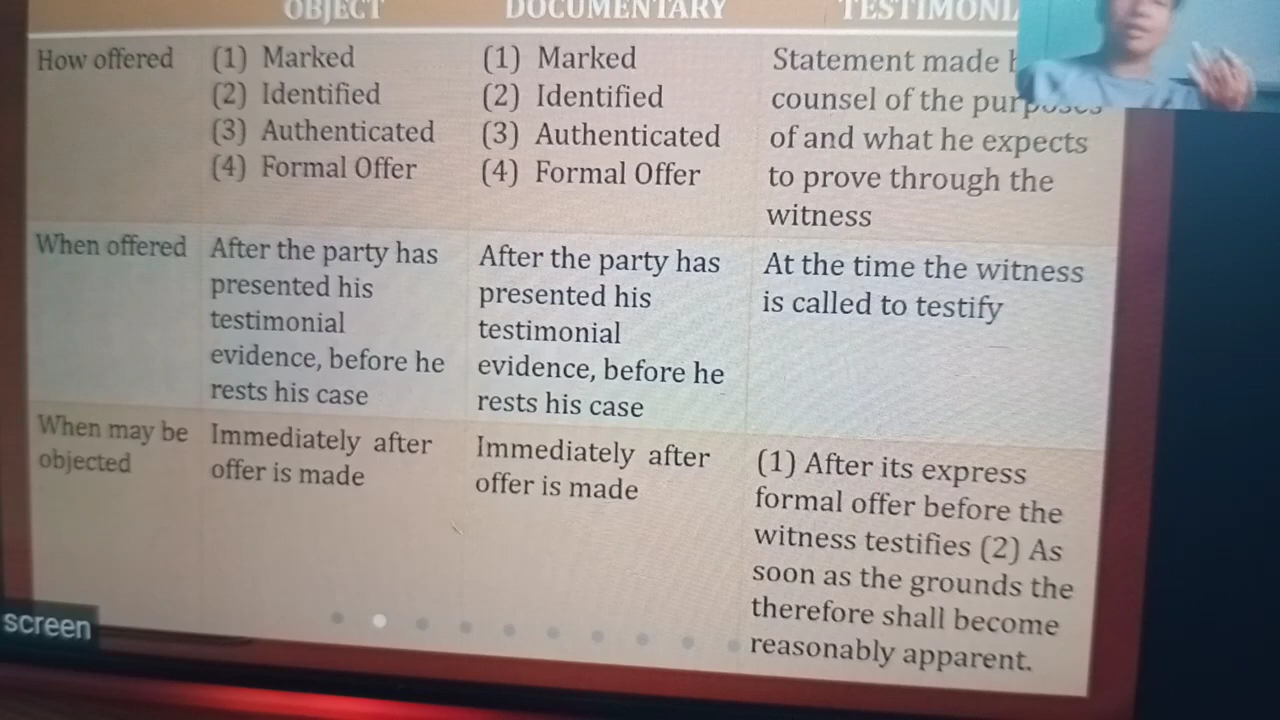 OBJECT
DOCUMENTARY
How offered
(1) Marked
(2) Identified
(3) Authenticated
(4) Formal Offer
(1) Marked
(2) Identified
(3) Authenticated
(4) Formal Offer
Statement made
counsel of the purposes
of and what he expects
to prove through the
witness
When offered
After the party has
presented his
testimonial
evidence, before he
rests his case
After the party has
presented his
testimonial
evidence, before he
rests his case
At the time the witness
is called to testify
When may be
objected
Immediately after
offer is made
Immediately after
offer is made
(1) After its express
formal offer before the
witness testifies (2) As
soon as the grounds the
therefore shall become
reasonably apparent.
screen